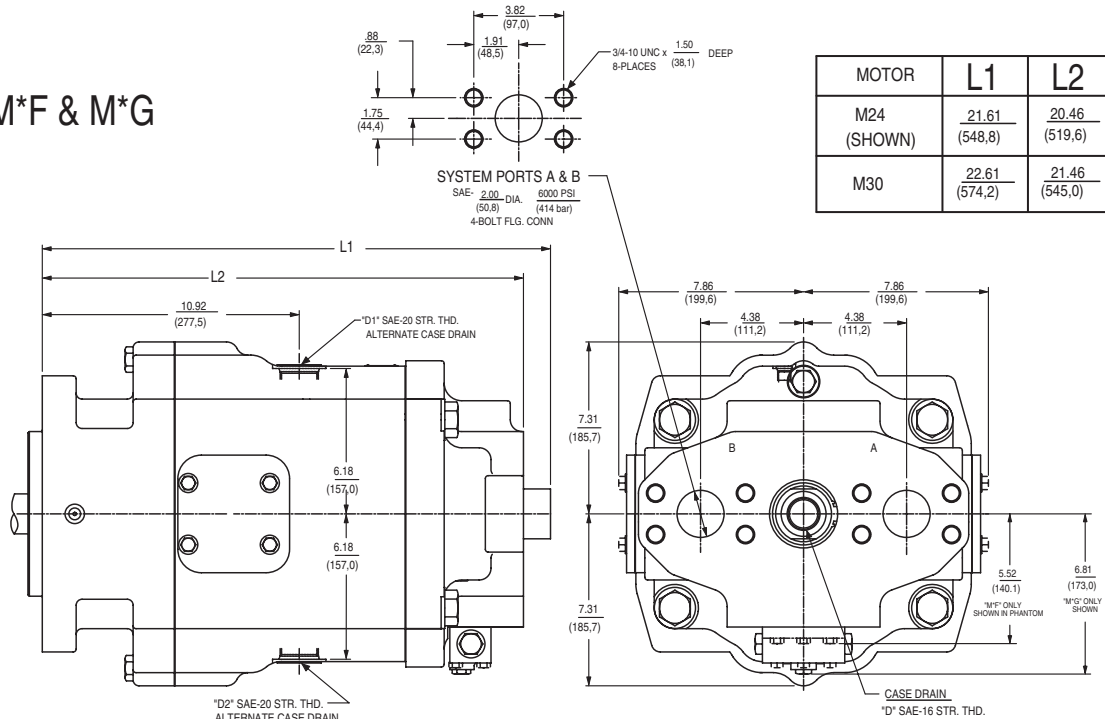 M*F & M*G
3.82
(97,0)
1.91
(48,5)
.88
(22,3)
1.75
(44,4)
3/4-10 UNC x 1.50 DEEP
(38,1)
8-PLACES
SYSTEM PORTS A & B
SAE- 2.00 DIA. 6000 PSI
(50,8) (414 bar)
4-BOLT FLG. CONN
MOTOR L1 L2
M24 21.61 20.46
(SHOWN) (548,8) (519,6)
M30 22.61 21.46
(574,2) (545,0)
L1
L2
10.92
(277,5)
"D1" SAE-20 STR. THD.
ALTERNATE CASE DRAIN
6.18
(157,0)
6.18
(157,0)
"D2" SAE-20 STR. THD.
ALTERNATE CASE DRAIN
7.86 7.86
(199,6) (199,6)
4.38 4.38
(111,2) (111,2)
7.31
(185,7)
B A
7.31
(185,7)
5.52
(140.1)
"M*F" ONLY
SHOWN IN PHANTOM
6.81
(173,0)
"M*G" ONLY
SHOWN
CASE DRAIN
"D" SAE-16 STR. THD.